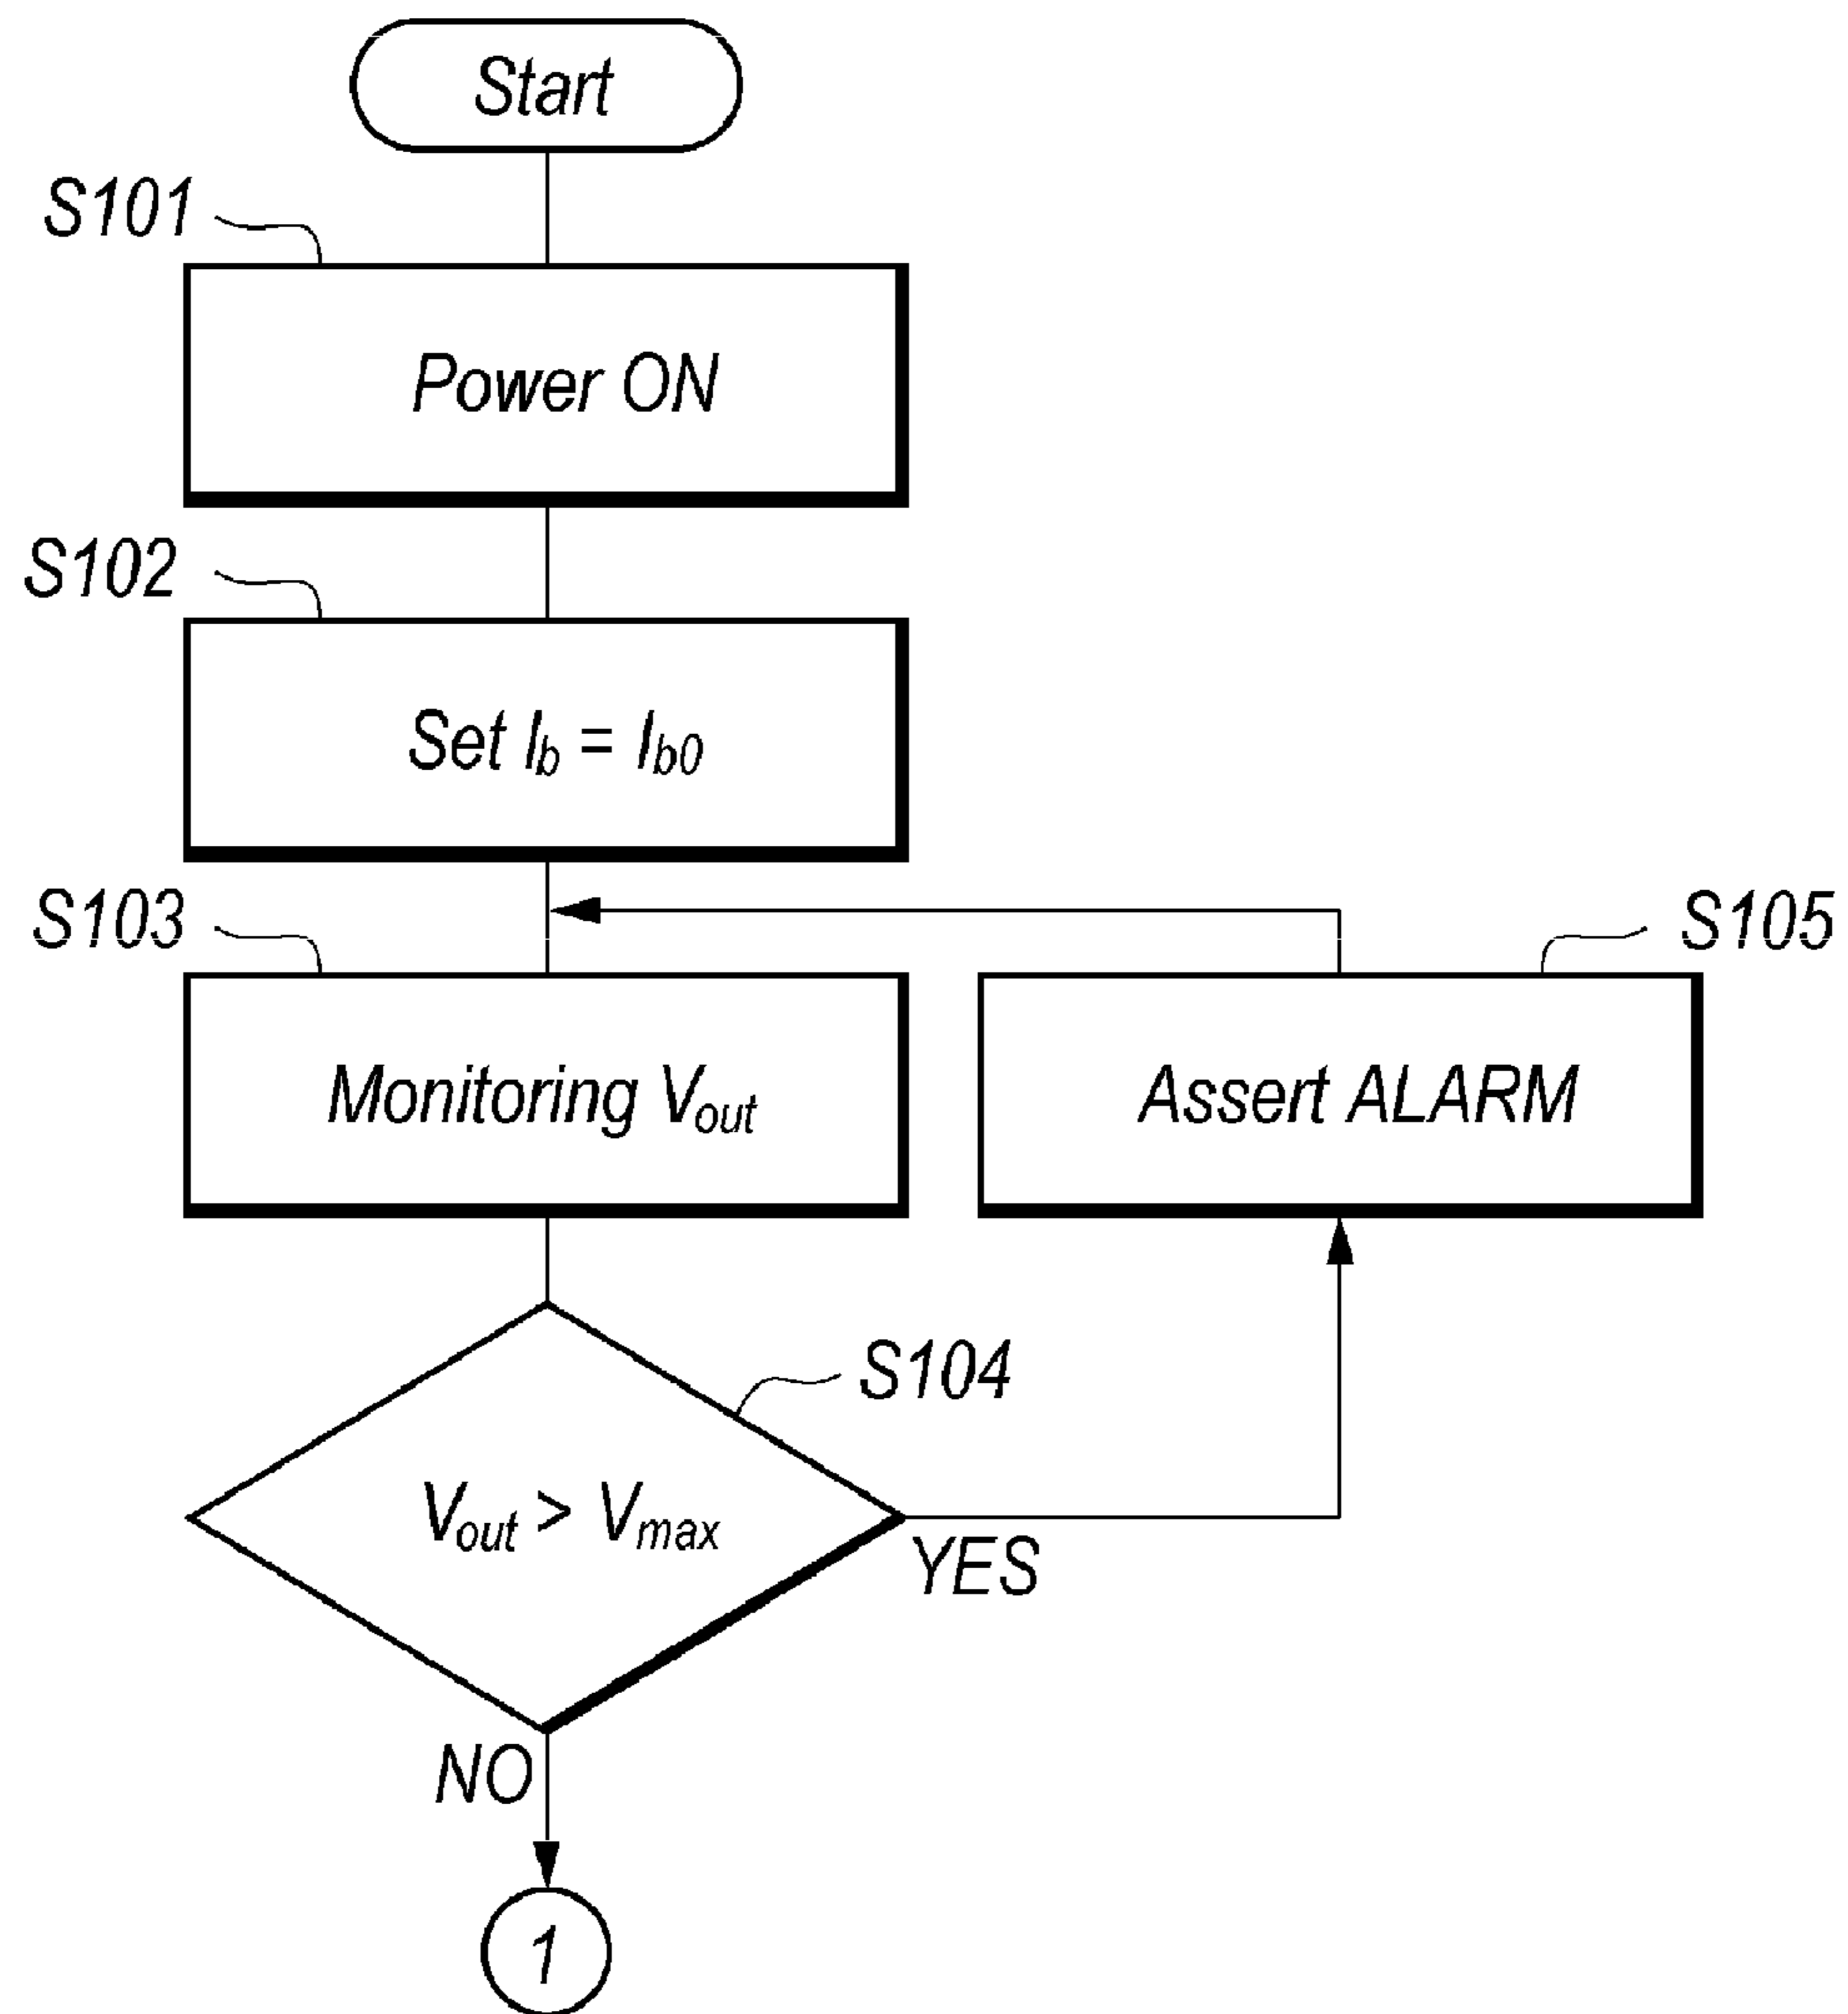 Start
S101
Power ON
S102
Set Ib = Ib0
S103
S105
Monitoring Vout
Assert ALARM
S104
Vout > Vmax
YES
NO
1